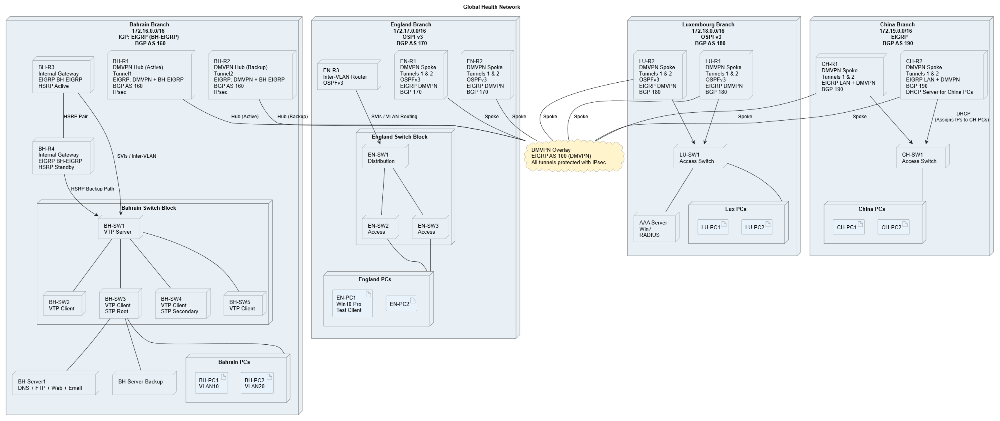 Global Health Network
Bahrain Branch
172.16.0.0/16
IGP: EIGRP (BH-EIGRP)
BGP AS 160
BH-R3
Internal Gateway
EIGRP BH-EIGRP
HSRP Active
BH-R1
DMVPN Hub (Active)
Tunnel1
EIGRP: DMVPN + BH-EIGRP
BGP AS 160
IPsec
BH-R2
DMVPN Hub (Backup)
Tunnel2
EIGRP: DMVPN + BH-EIGRP
BGP AS 160
IPsec
HSRP Pair
Hub (Active)
Hub (Backup)
BH-R4
Internal Gateway
EIGRP BH-EIGRP
HSRP Standby
SVIs / Inter-VLAN
HSRP Backup Path
Bahrain Switch Block
BH-SW1
VTP Server
BH-SW2
VTP Client
BH-SW3
VTP Client
STP Root
BH-SW4
VTP Client
STP Secondary
BH-SW5
VTP Client
BH-Server1
DNS + FTP + Web + Email
BH-Server-Backup
Bahrain PCs
BH-PC1
VLAN10
BH-PC2
VLAN20
England Branch
172.17.0.0/16
OSPFv3
BGP AS 170
EN-R3
Inter-VLAN Router
OSPFv3
EN-R1
DMVPN Spoke
Tunnels 1 & 2
OSPFv3
EIGRP DMVPN
BGP 170
EN-R2
DMVPN Spoke
Tunnels 1 & 2
OSPFv3
EIGRP DMVPN
BGP 170
SVIs / VLAN Routing
Spoke
Spoke
England Switch Block
EN-SW1
Distribution
EN-SW2
Access
EN-SW3
Access
England PCs
EN-PC1
Win10 Pro
Test Client
EN-PC2
DMVPN Overlay
EIGRP AS 100 (DMVPN)
All tunnels protected with IPsec
Luxembourg Branch
172.18.0.0/16
OSPFv3
BGP AS 180
LU-R2
DMVPN Spoke
Tunnels 1 & 2
OSPFv3
EIGRP DMVPN
BGP 180
LU-R1
DMVPN Spoke
Tunnels 1 & 2
OSPFv3
EIGRP DMVPN
BGP 180
Spoke
Spoke
LU-SW1
Access Switch
AAA Server
Win7
RADIUS
Lux PCs
LU-PC1
LU-PC2
China Branch
172.19.0.0/16
EIGRP
BGP AS 190
CH-R1
DMVPN Spoke
Tunnels 1 & 2
EIGRP LAN + DMVPN
BGP 190
CH-R2
DMVPN Spoke
Tunnels 1 & 2
EIGRP LAN + DMVPN
BGP 190
DHCP Server for China PCs
Spoke
Spoke
DHCP
(Assigns IPs to CH-PCs)
CH-SW1
Access Switch
China PCs
CH-PC1
CH-PC2